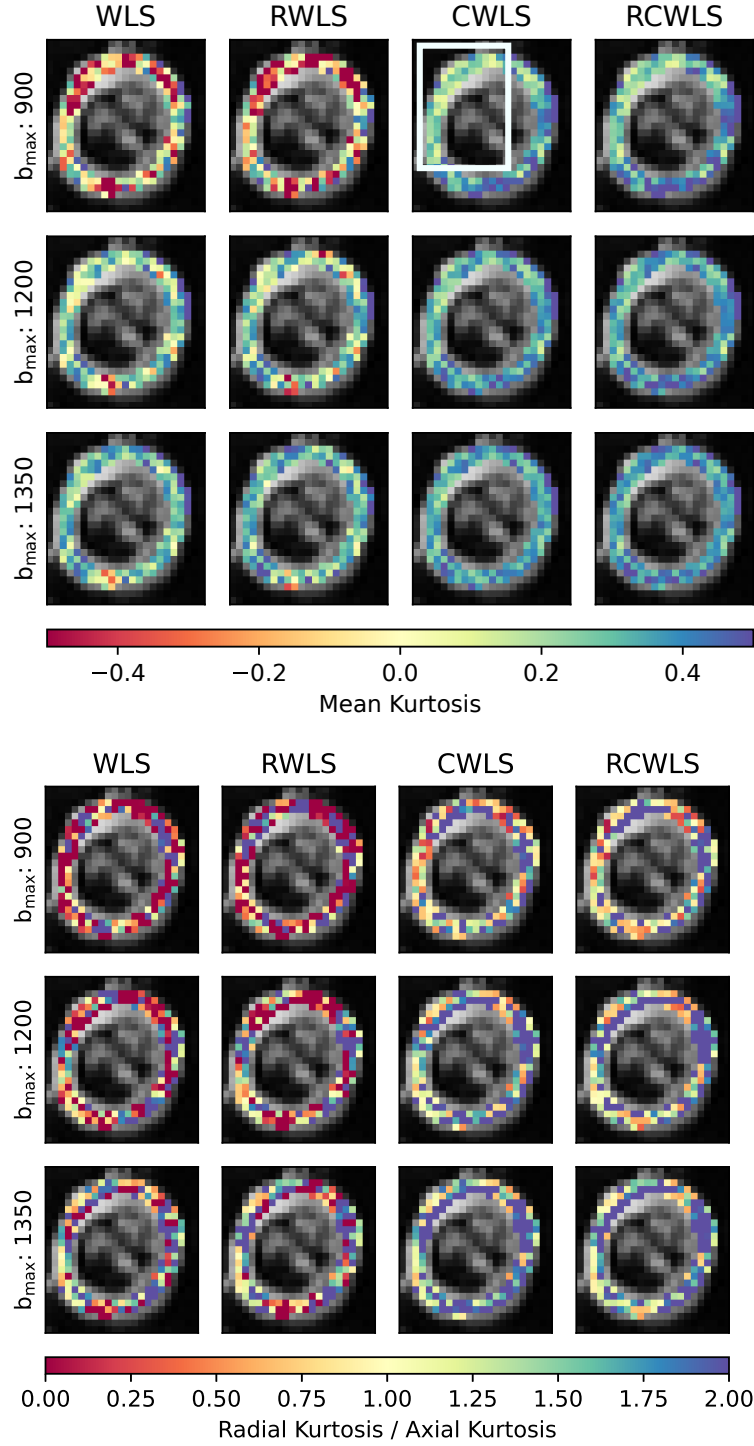 WLS RWLS CWLS RCWLS
bmax: 900
bmax: 1200
bmax: 1350
−0.4 −0.2 0.0 0.2 0.4
Mean Kurtosis
WLS RWLS CWLS RCWLS
bmax: 900
bmax: 1200
bmax: 1350
0.00 0.25 0.50 0.75 1.00 1.25 1.50 1.75 2.00
Radial Kurtosis / Axial Kurtosis